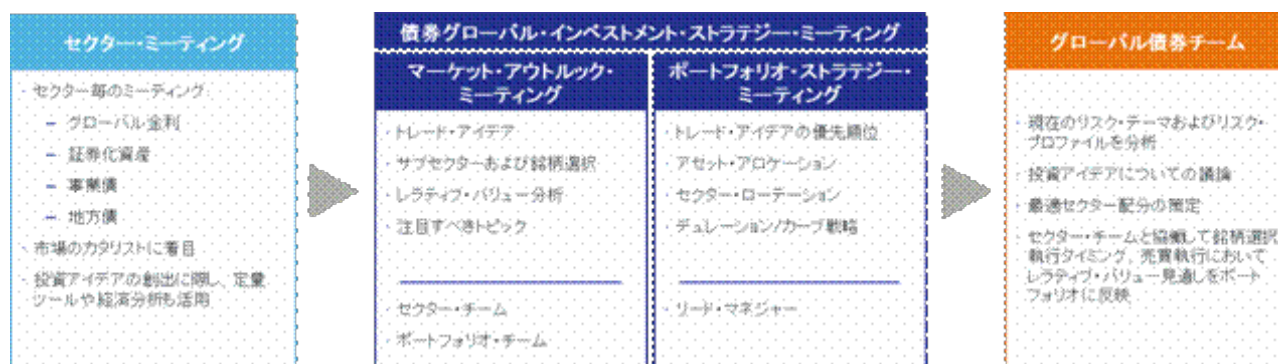 セクター・ミーティング
・セクター毎のミーティング
– グローバル金利
– 証券化資産
– 事業債
– 地方債
・市場のカタリストに着目
・投資アイデアの創出に際し、定量
ツールや経済分析も活用
債券グローバル・インベストメント・ストラテジー・ミーティング
マーケット・アウトルック・
ミーティング
・トレード・アイデア
・サブセクターおよび銘柄選択
・レラティブ・バリュー分析
・注目すべきトピック
・セクター・チーム
・ポートフォリオ・チーム
ポートフォリオ・ストラテジー・
ミーティング
・トレード・アイデアの優先順位
・アセット・アロケーション
・セクター・ローテーション
・デュレーション/カーブ戦略
・リード・マネジャー
グローバル債券チーム
・現在のリスク・テーマおよびリスク・
プロファイルを分析
・投資アイデアについての議論
・最適セクター配分の策定
・セクター・チームと協働して銘柄選択
執行タイミング、売買執行において
レラティブ・バリュー見通しをポート
フォリオに反映